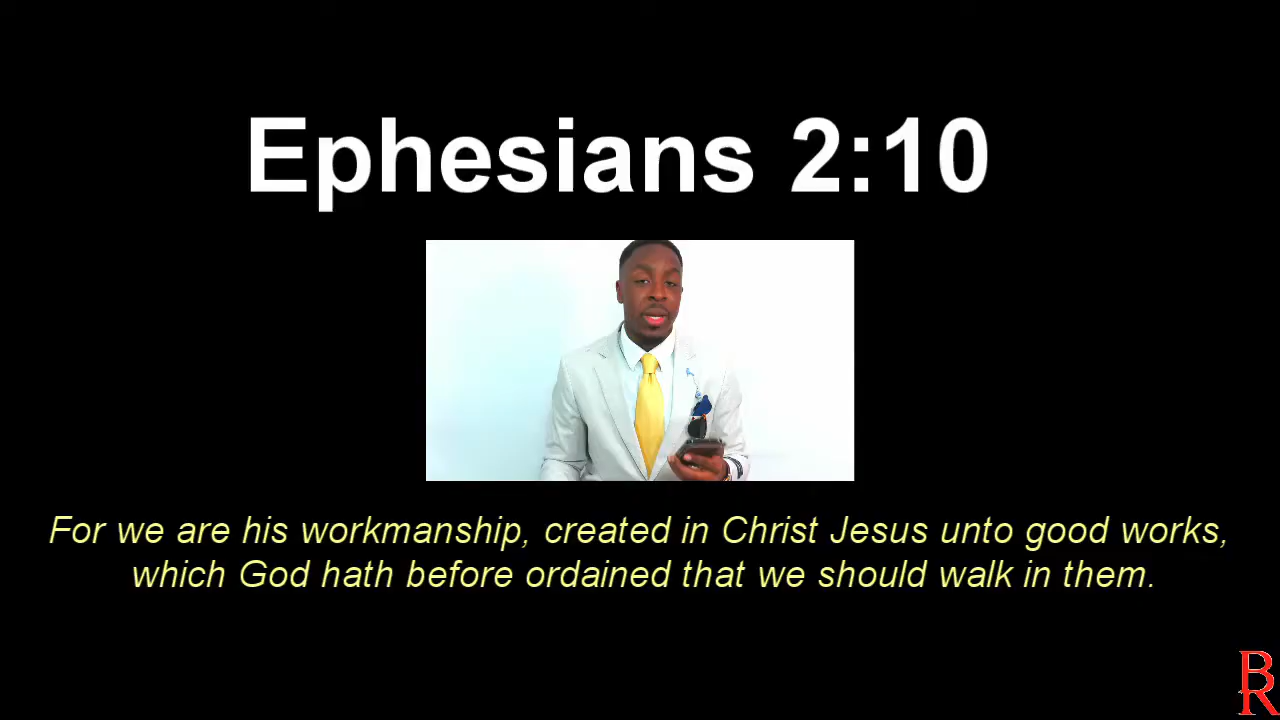 Ephesians 2:10
For we are his workmanship, created in Christ Jesus unto good works,
which God hath before ordained that we should walk in them.
BR